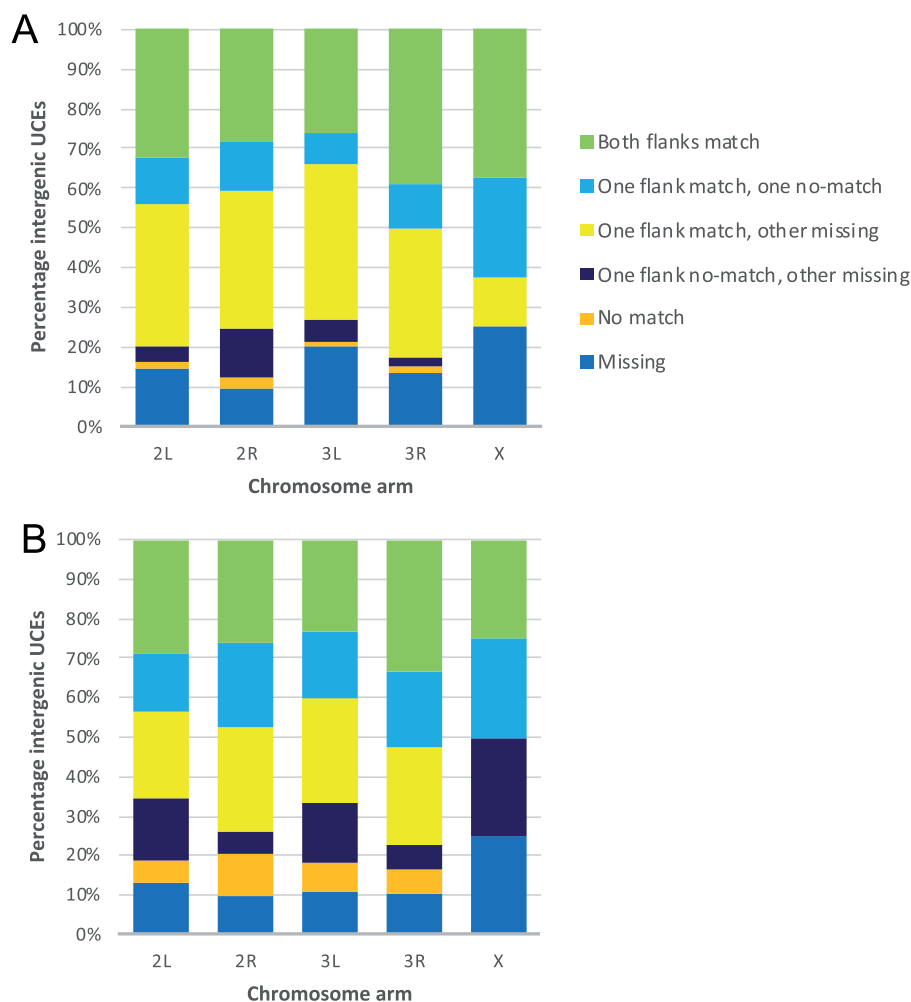 A
100%
90%
80%
70%
60%
50%
40%
30%
20%
10%
0%
Percentage intergenic UCEs
2L 2R 3L 3R X
Chromosome arm
Both flanks match
One flank match, one no-match
One flank match, other missing
One flank no-match, other missing
No match
Missing
B
100%
90%
80%
70%
60%
50%
40%
30%
20%
10%
0%
Percentage intergenic UCEs
2L 2R 3L 3R X
Chromosome arm